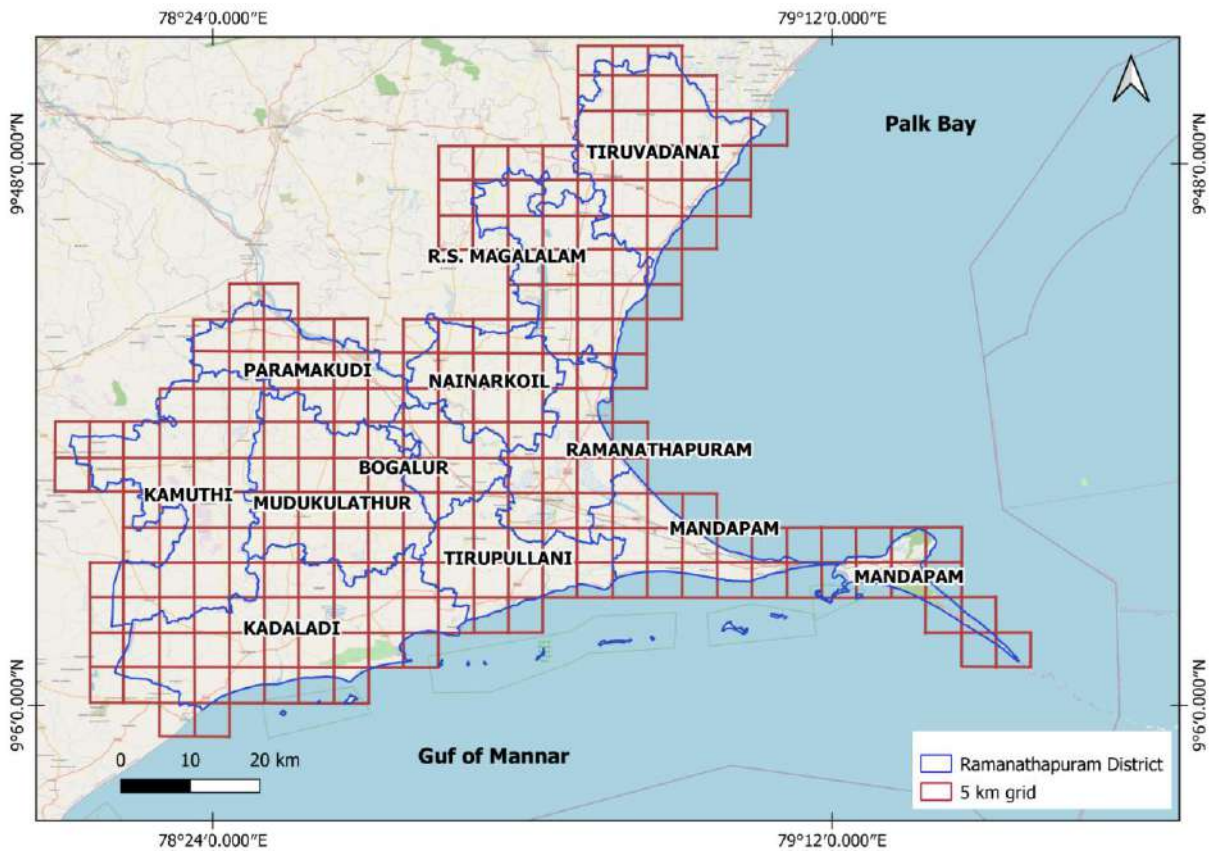 78°24′0.000″E
79°12′0.000″E
Palk Bay
TIRUVADANAI
9°48′0.000″N
9°48′0.000″N
R.S. MAGALALAM
PARAMAKUDI
NAINARKOIL
RAMANATHAPURAM
BOGALUR
KAMUTHI
MUDUKULATHUR
MANDAPAM
TIRUPULLANI
MANDAPAM
KADALADI
9°6′0.000″N
9°6′0.000″N
0 10 20 km
Guf of Mannar
Ramanathapuram District
5 km grid
78°24′0.000″E
79°12′0.000″E